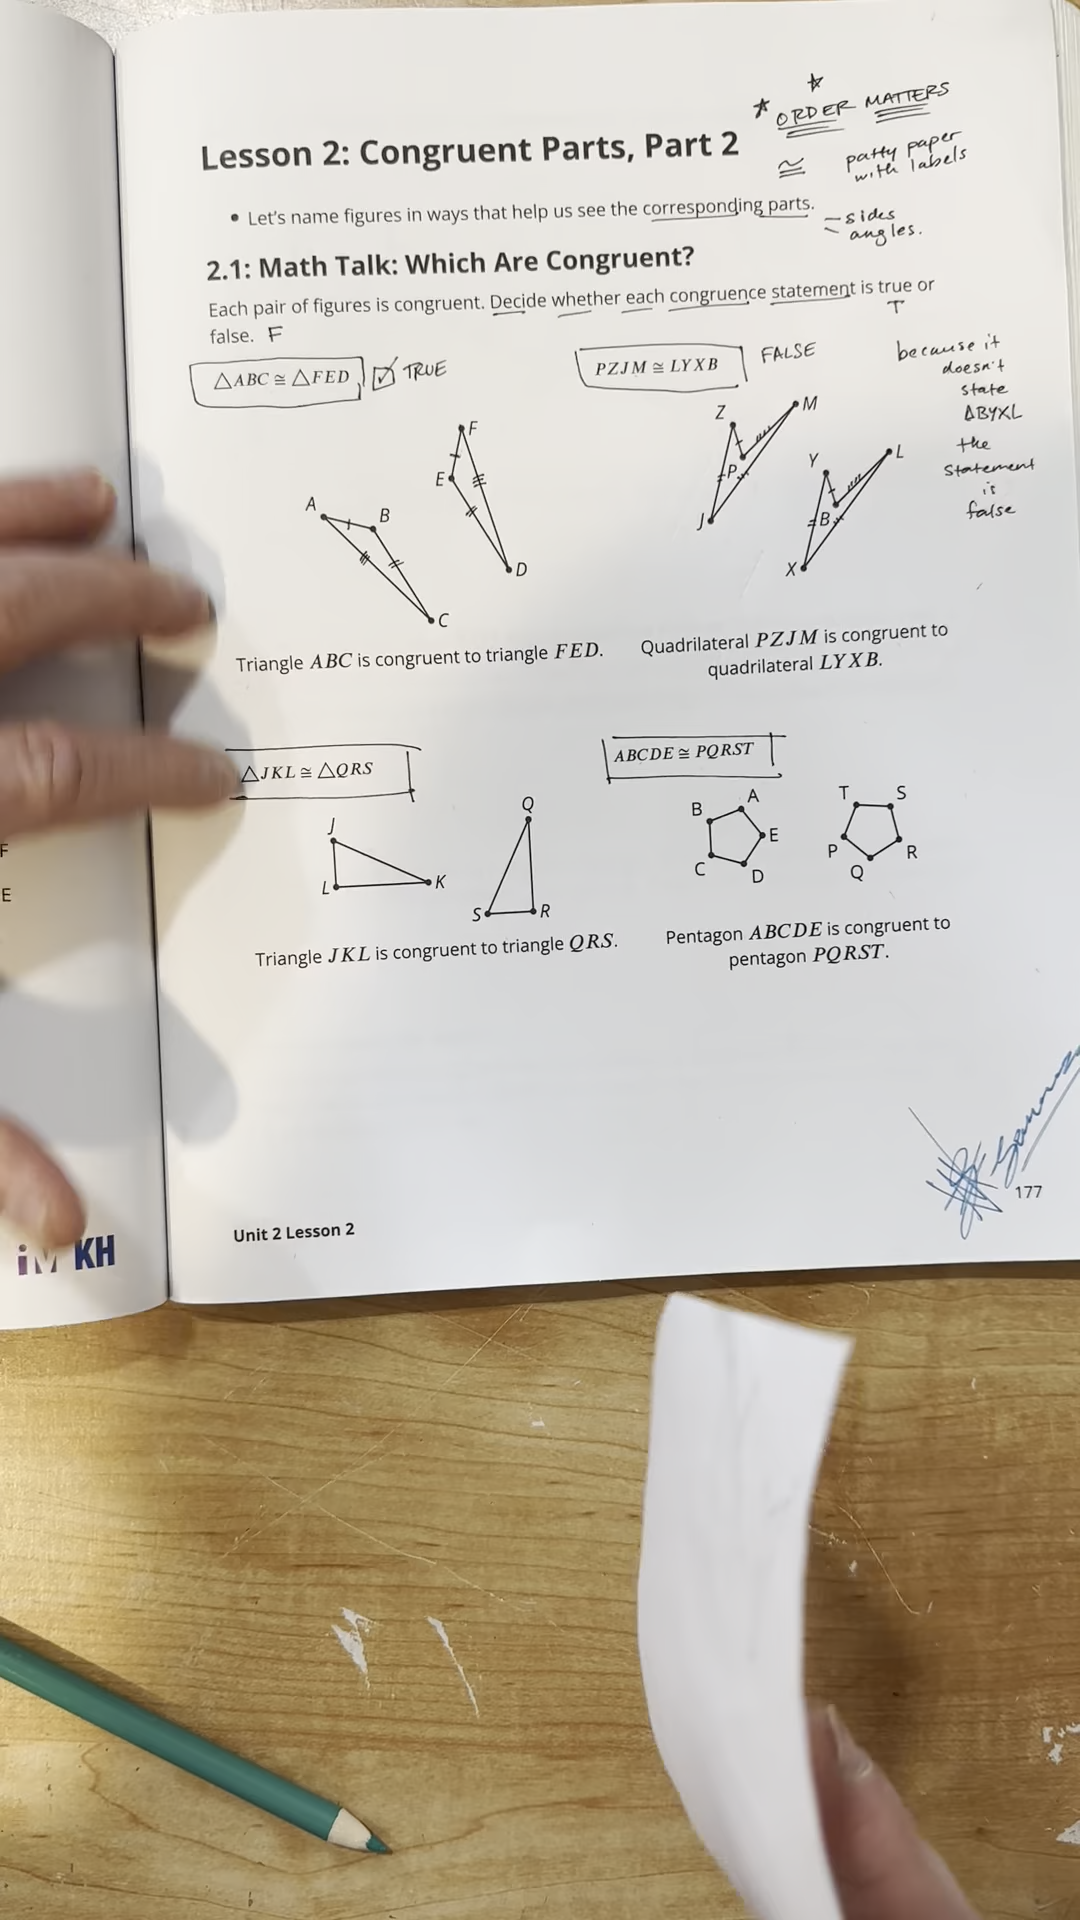 ★
★ ORDER MATTERS
Lesson 2: Congruent Parts, Part 2
≅ patty paper
with labels
• Let's name figures in ways that help us see the corresponding parts.
– sides
– angles.
2.1: Math Talk: Which Are Congruent?
Each pair of figures is congruent. Decide whether each congruence statement is true or
T
false. F
△ABC ≅ △FED ☑ TRUE
PZJM ≅ LYXB FALSE
because it
doesn't
state
∆BYXL
the
statement
is
false
F
E
A
B
D
C
Z
M
P
J
Y
L
B
X
Triangle ABC is congruent to triangle FED.
Quadrilateral PZJM is congruent to
quadrilateral LYXB.
△JKL ≅ △QRS
ABCDE ≅ PQRST
J
L
K
Q
S
R
B
A
E
C
D
T
S
P
R
Q
Triangle JKL is congruent to triangle QRS.
Pentagon ABCDE is congruent to
pentagon PQRST.
F
E
177
Unit 2 Lesson 2
KH